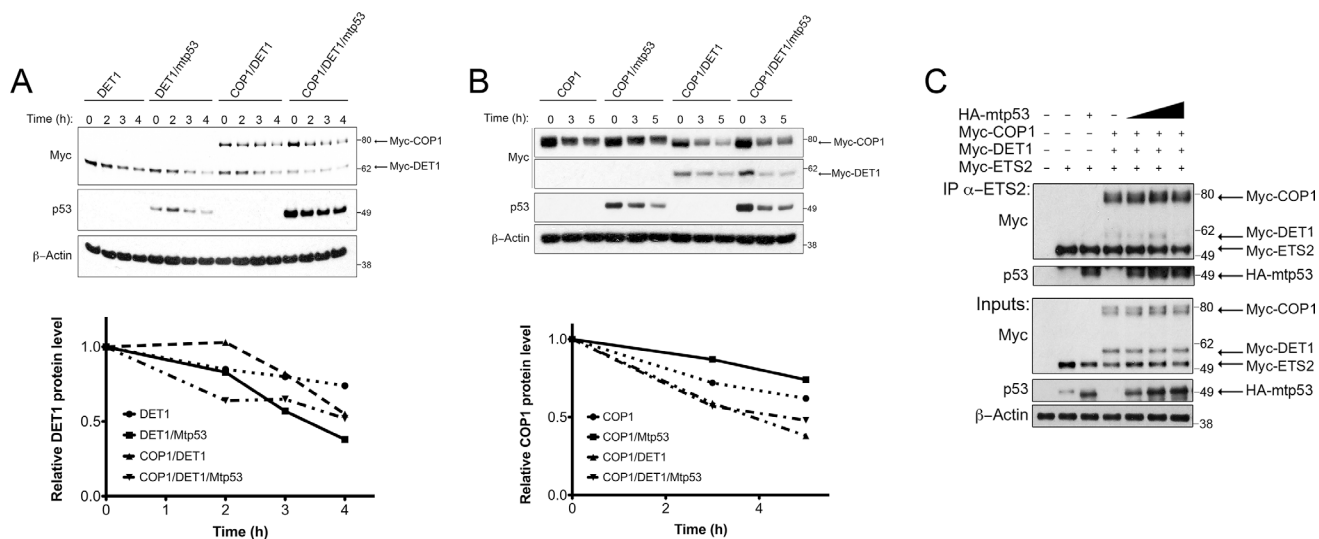 A
DET1
DET1/mtp53
COP1/DET1
COP1/DET1/mtp53
Time (h): 0 2 3 4 0 2 3 4 0 2 3 4 0 2 3 4
Myc
80
Myc-COP1
62
Myc-DET1
p53
49
β-Actin
38
Relative DET1 protein level
1.0
0.5
0.0
DET1
DET1/Mtp53
COP1/DET1
COP1/DET1/Mtp53
0 1 2 3 4
Time (h)
B
COP1
COP1/mtp53
COP1/DET1
COP1/DET1/mtp53
Time (h): 0 3 5 0 3 5 0 3 5 0 3 5
Myc
80
Myc-COP1
62
Myc-DET1
p53
49
β-Actin
38
Relative COP1 protein level
1.0
0.5
0.0
COP1
COP1/Mtp53
COP1/DET1
COP1/DET1/Mtp53
0 2 4
Time (h)
C
HA-mtp53 - - + -
Myc-COP1 - - - + + + +
Myc-DET1 - - - + + + +
Myc-ETS2 - + + + + + +
IP α-ETS2:
Myc
80
Myc-COP1
62
Myc-DET1
Myc-ETS2
49
p53
49
HA-mtp53
Inputs:
Myc
80
Myc-COP1
62
Myc-DET1
Myc-ETS2
49
p53
49
HA-mtp53
β-Actin
38